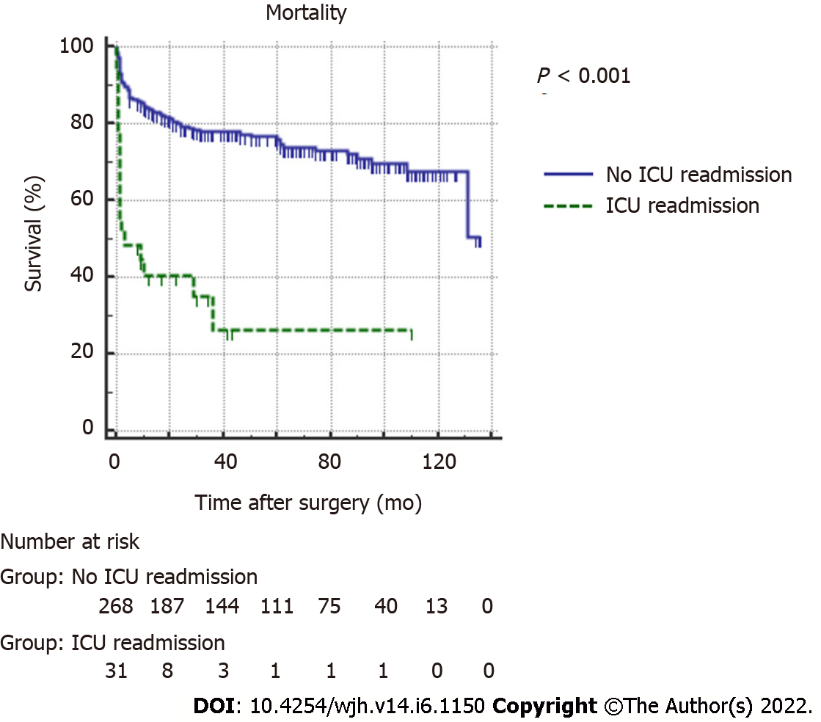 Mortality
100
80
60
40
20
0
Survival (%)
0 40 80 120
Time after surgery (mo)
P < 0.001
No ICU readmission
ICU readmission
Number at risk
Group: No ICU readmission
268 187 144 111 75 40 13 0
Group: ICU readmission
31 8 3 1 1 1 0 0
DOI: 10.4254/wjh.v14.i6.1150 Copyright ©The Author(s) 2022.